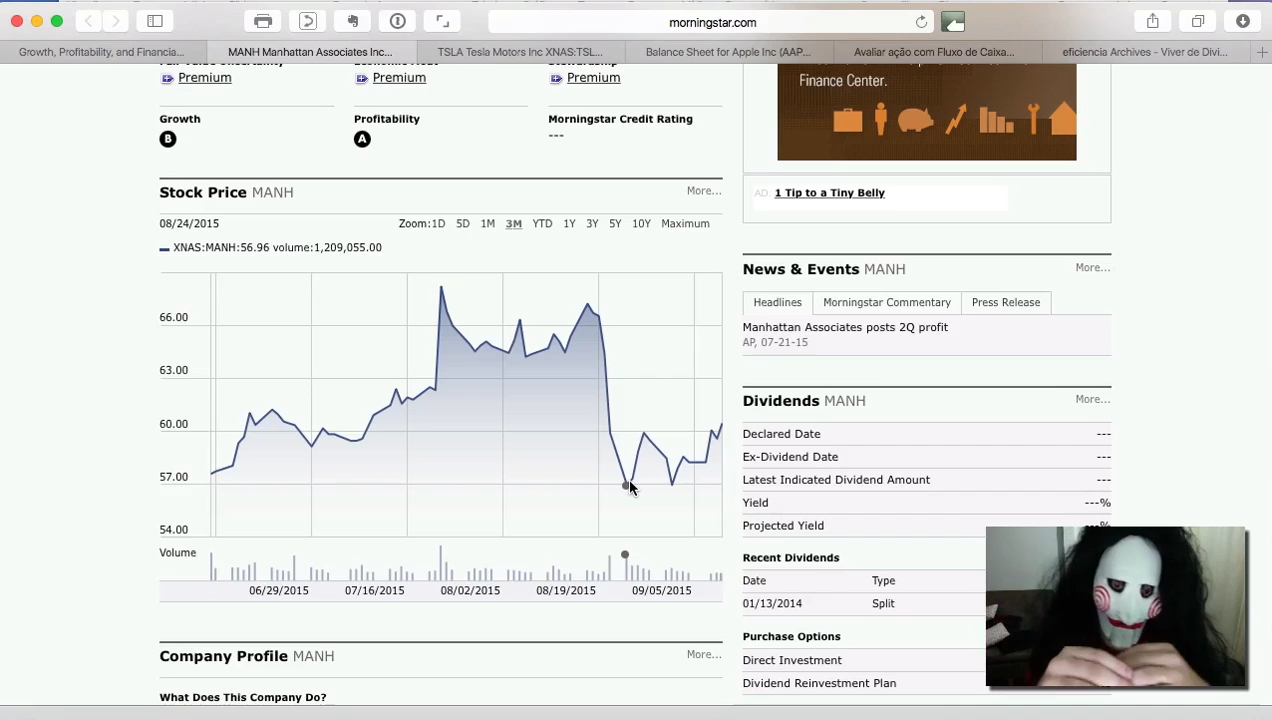 morningstar.com
Growth, Profitability, and Financia...
MANH Manhattan Associates Inc...
TSLA Tesla Motors Inc XNAS:TSL...
Balance Sheet for Apple Inc (AAP...
Avaliar ação com Fluxo de Caixa...
eficiencia Archives - Viver de Divi...
Premium
Premium
Premium
Growth
Profitability
Morningstar Credit Rating
B
A
---
Stock Price MANH
More...
08/24/2015
Zoom: 1D 5D 1M 3M YTD 1Y 3Y 5Y 10Y Maximum
XNAS:MANH:56.96 volume:1,209,055.00
66.00
63.00
60.00
57.00
54.00
Volume
06/29/2015
07/16/2015
08/02/2015
08/19/2015
09/05/2015
Company Profile MANH
More...
What Does This Company Do?
Finance Center.
AD: 1 Tip to a Tiny Belly
News & Events MANH
More...
Headlines
Morningstar Commentary
Press Release
Manhattan Associates posts 2Q profit
AP, 07-21-15
Dividends MANH
More...
Declared Date ---
Ex-Dividend Date ---
Latest Indicated Dividend Amount ---
Yield ---%
Projected Yield ---%
Recent Dividends
Date Type
01/13/2014 Split
Purchase Options
Direct Investment
Dividend Reinvestment Plan